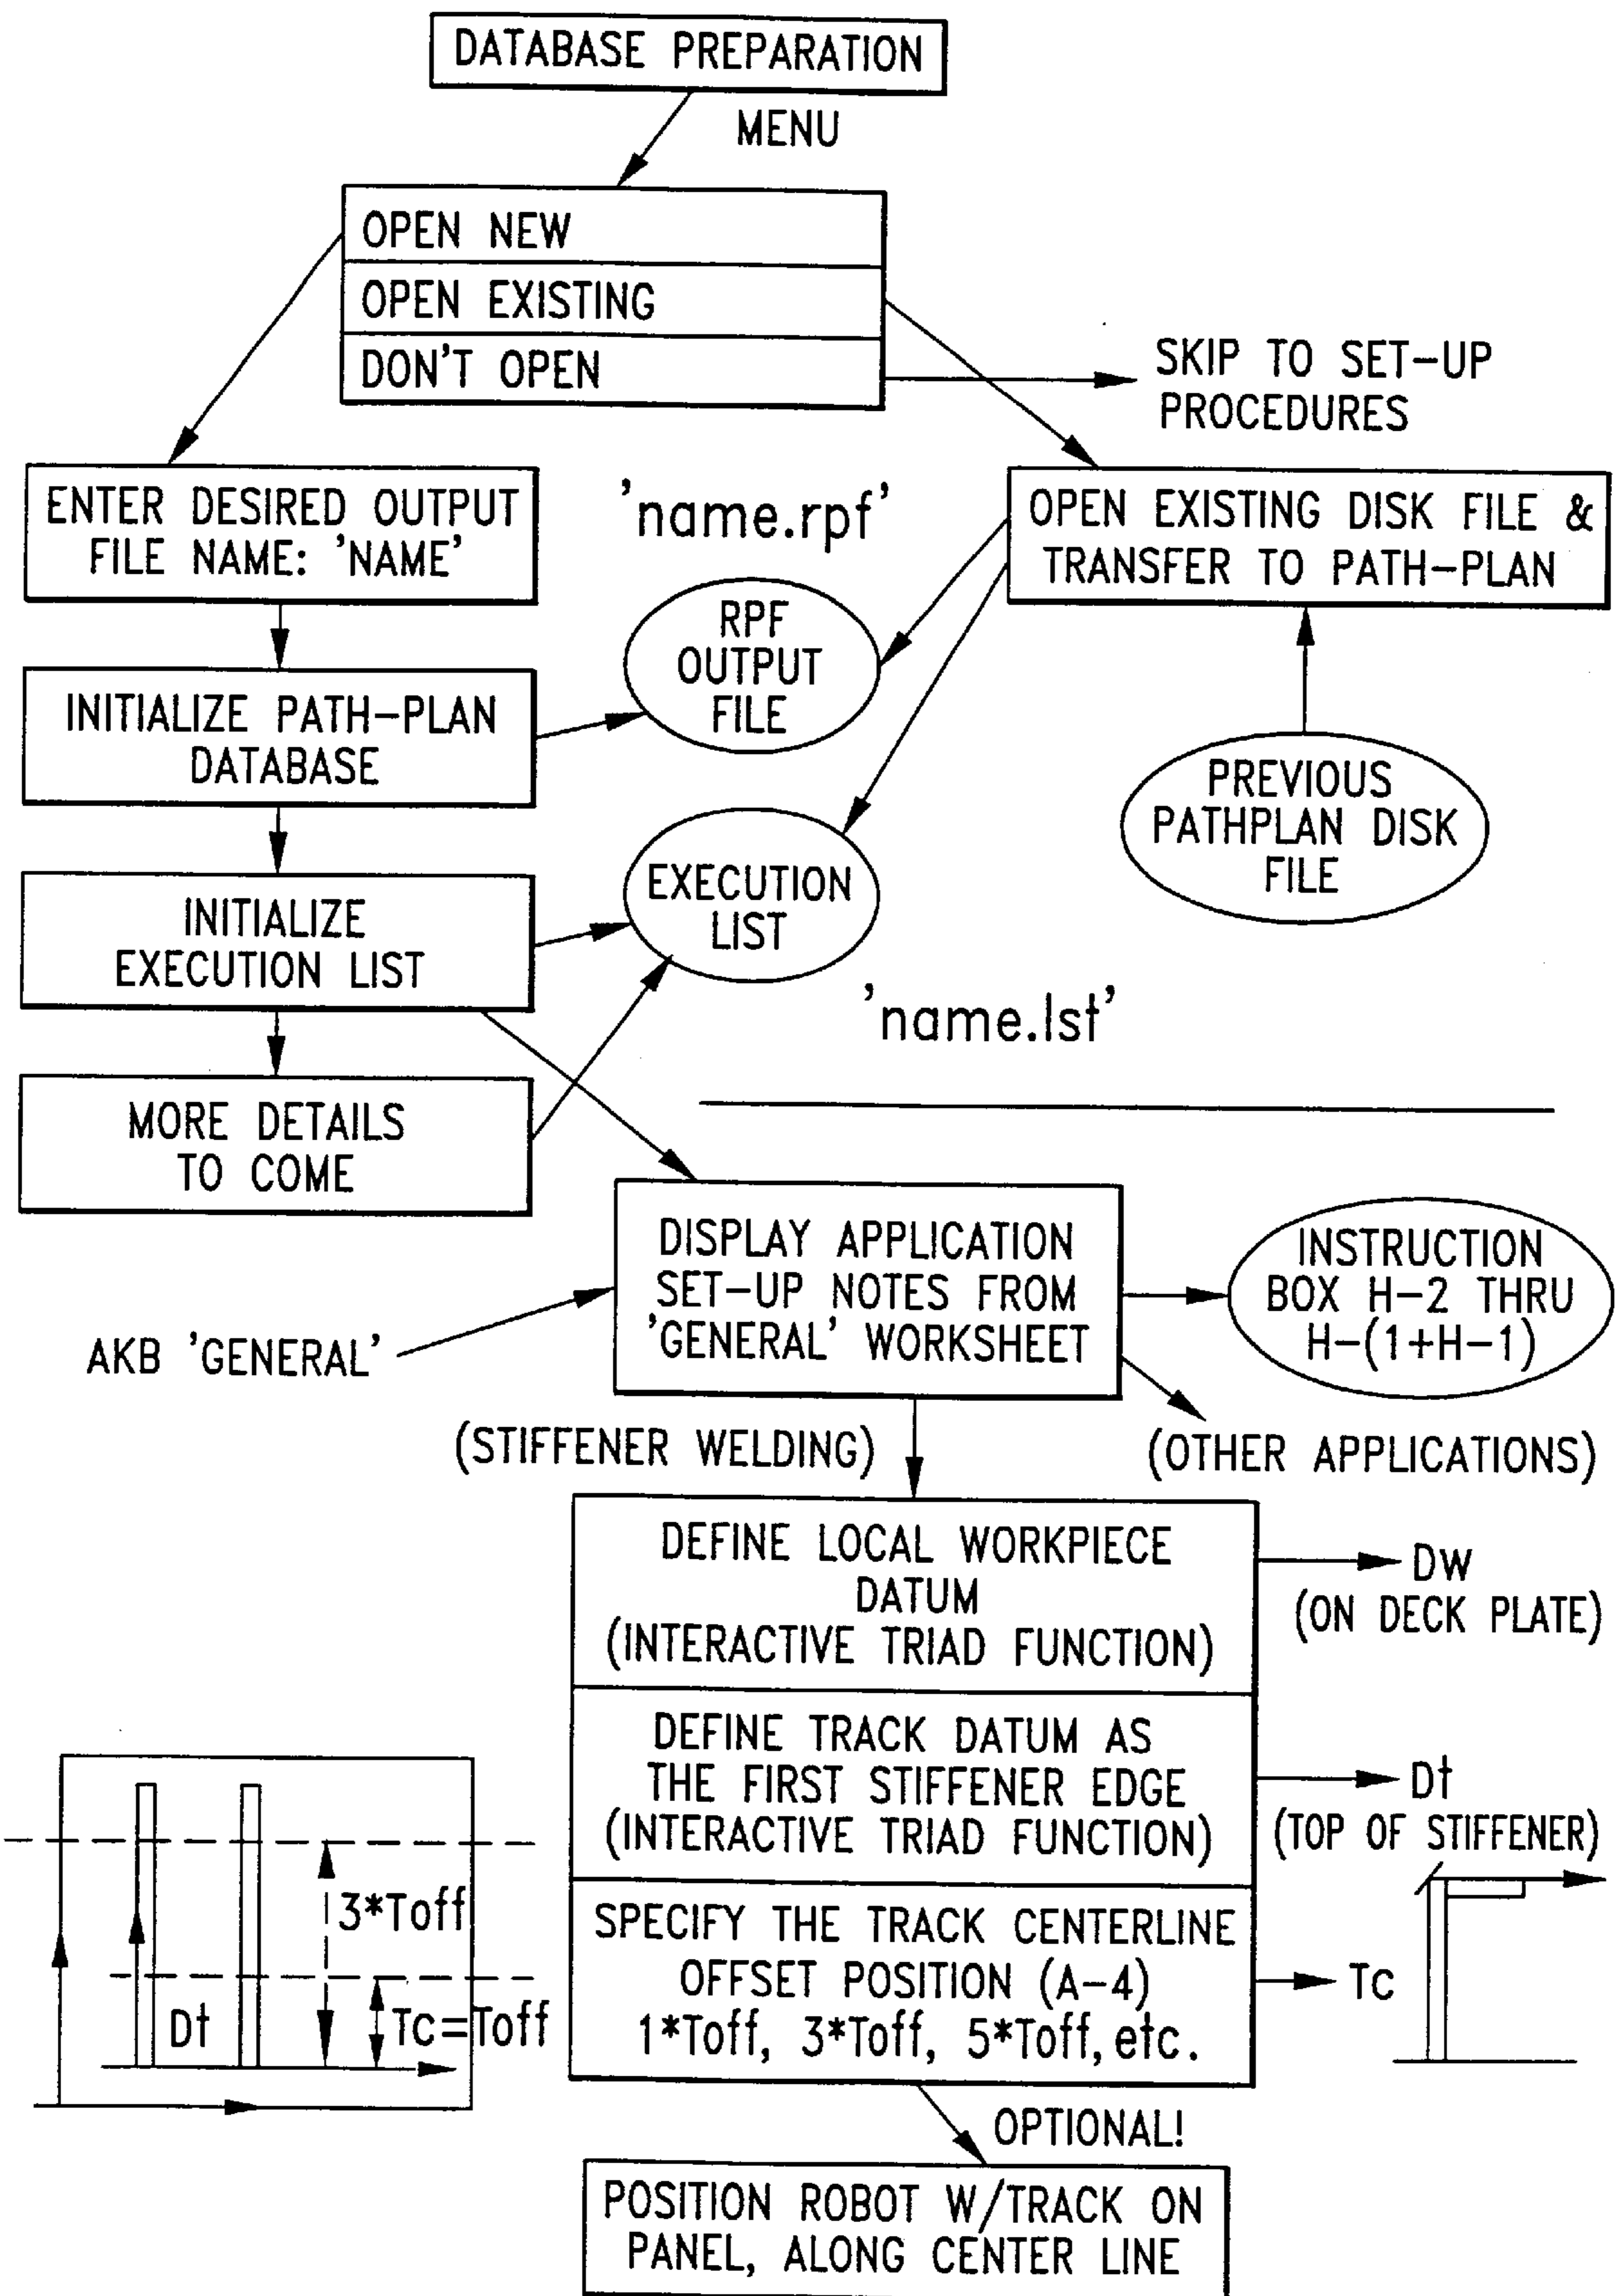 DATABASE PREPARATION
MENU
OPEN NEW
OPEN EXISTING
DON'T OPEN
SKIP TO SET-UP
PROCEDURES
ENTER DESIRED OUTPUT
FILE NAME: 'NAME'
'name.rpf'
OPEN EXISTING DISK FILE &
TRANSFER TO PATH-PLAN
RPF
OUTPUT
FILE
INITIALIZE PATH-PLAN
DATABASE
PREVIOUS
PATHPLAN DISK
FILE
EXECUTION
LIST
INITIALIZE
EXECUTION LIST
'name.lst'
MORE DETAILS
TO COME
DISPLAY APPLICATION
SET-UP NOTES FROM
'GENERAL' WORKSHEET
INSTRUCTION
BOX H-2 THRU
H-(1+H-1)
AKB 'GENERAL'
(STIFFENER WELDING)
(OTHER APPLICATIONS)
DEFINE LOCAL WORKPIECE
DATUM
(INTERACTIVE TRIAD FUNCTION)
Dw
(ON DECK PLATE)
DEFINE TRACK DATUM AS
THE FIRST STIFFENER EDGE
(INTERACTIVE TRIAD FUNCTION)
Dt
(TOP OF STIFFENER)
SPECIFY THE TRACK CENTERLINE
OFFSET POSITION (A-4)
1*Toff, 3*Toff, 5*Toff, etc.
Tc
3*Toff
Dt
Tc=Toff
OPTIONAL!
POSITION ROBOT W/TRACK ON
PANEL, ALONG CENTER LINE